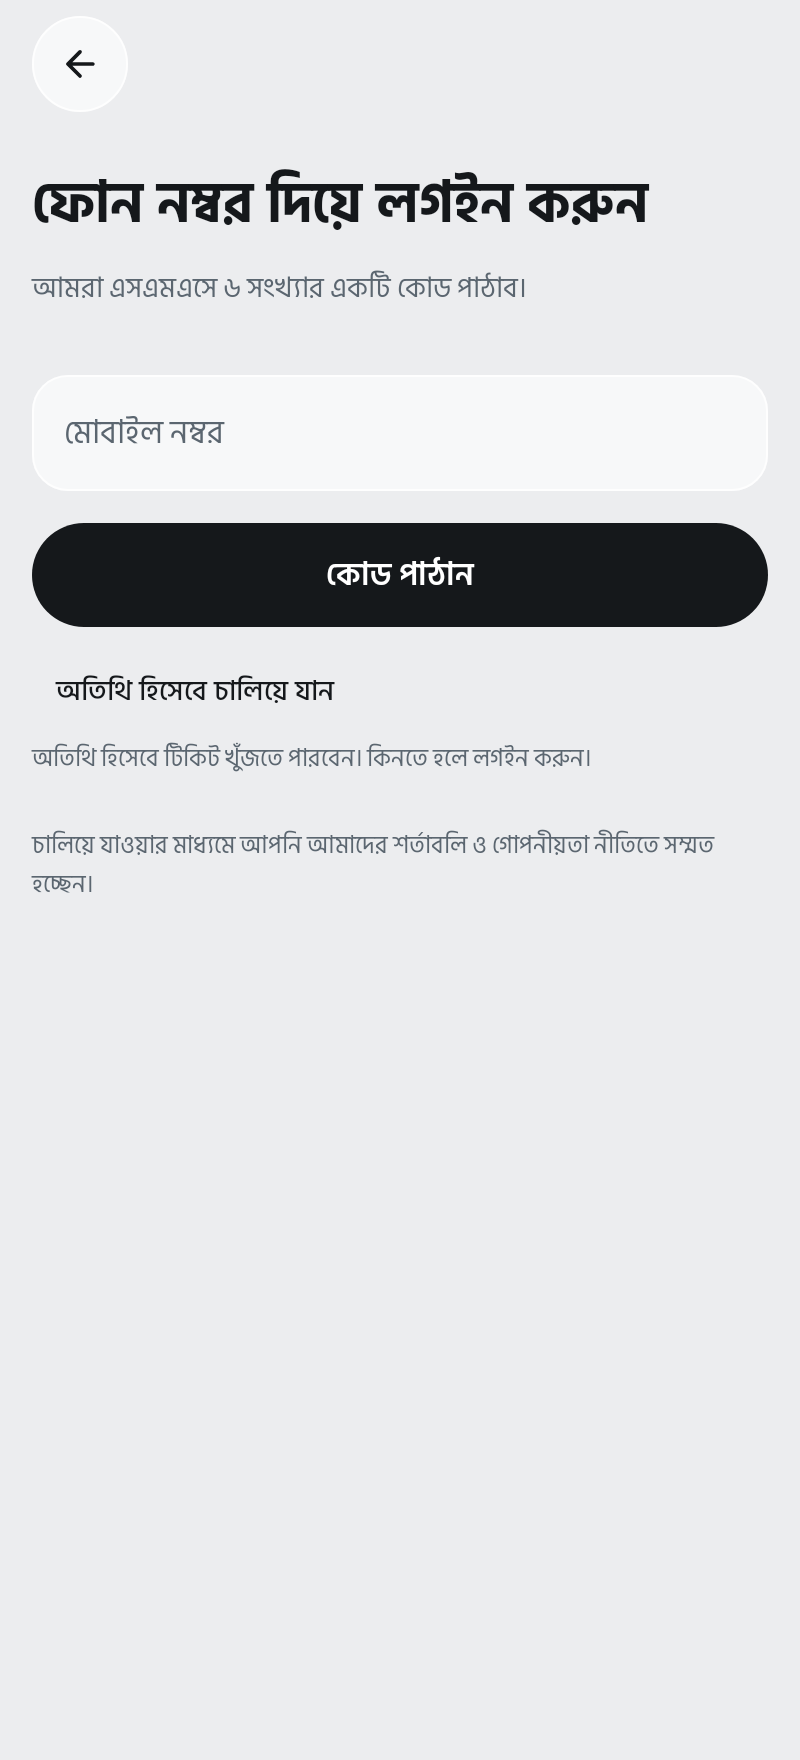 ফোন নম্বর দিয়ে লগইন করুন
আমরা এসএমএসে ৬ সংখ্যার একটি কোড পাঠাব।
মোবাইল নম্বর
কোড পাঠান
অতিথি হিসেবে চালিয়ে যান
অতিথি হিসেবে টিকিট খুঁজতে পারবেন। কিনতে হলে লগইন করুন।
চালিয়ে যাওয়ার মাধ্যমে আপনি আমাদের শর্তাবলি ও গোপনীয়তা নীতিতে সম্মত
হচ্ছেন।